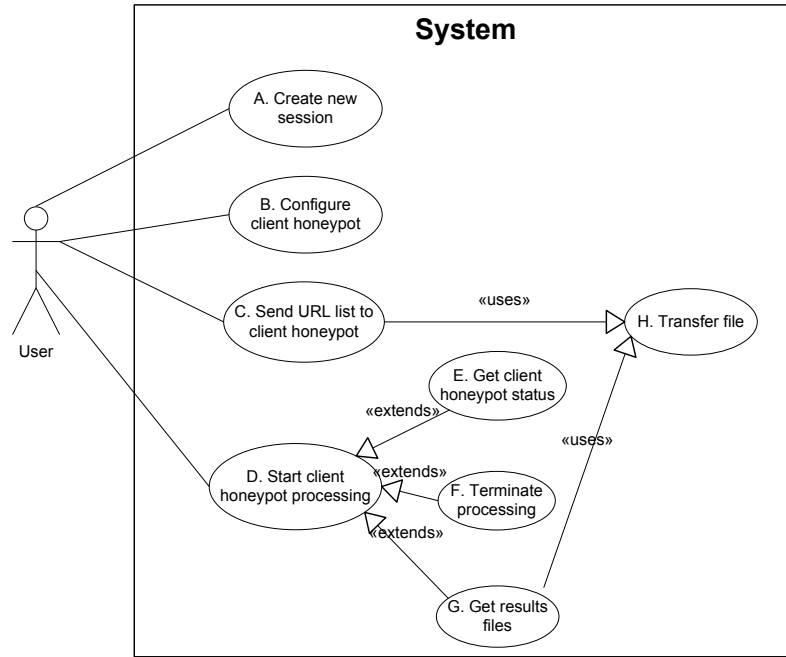 System
A. Create new
session
B. Configure
client honeypot
C. Send URL list to
client honeypot
«uses»
H. Transfer file
User
E. Get client
honeypot status
«extends»
«uses»
D. Start client
honeypot processing
«extends»
F. Terminate
processing
«extends»
G. Get results
files